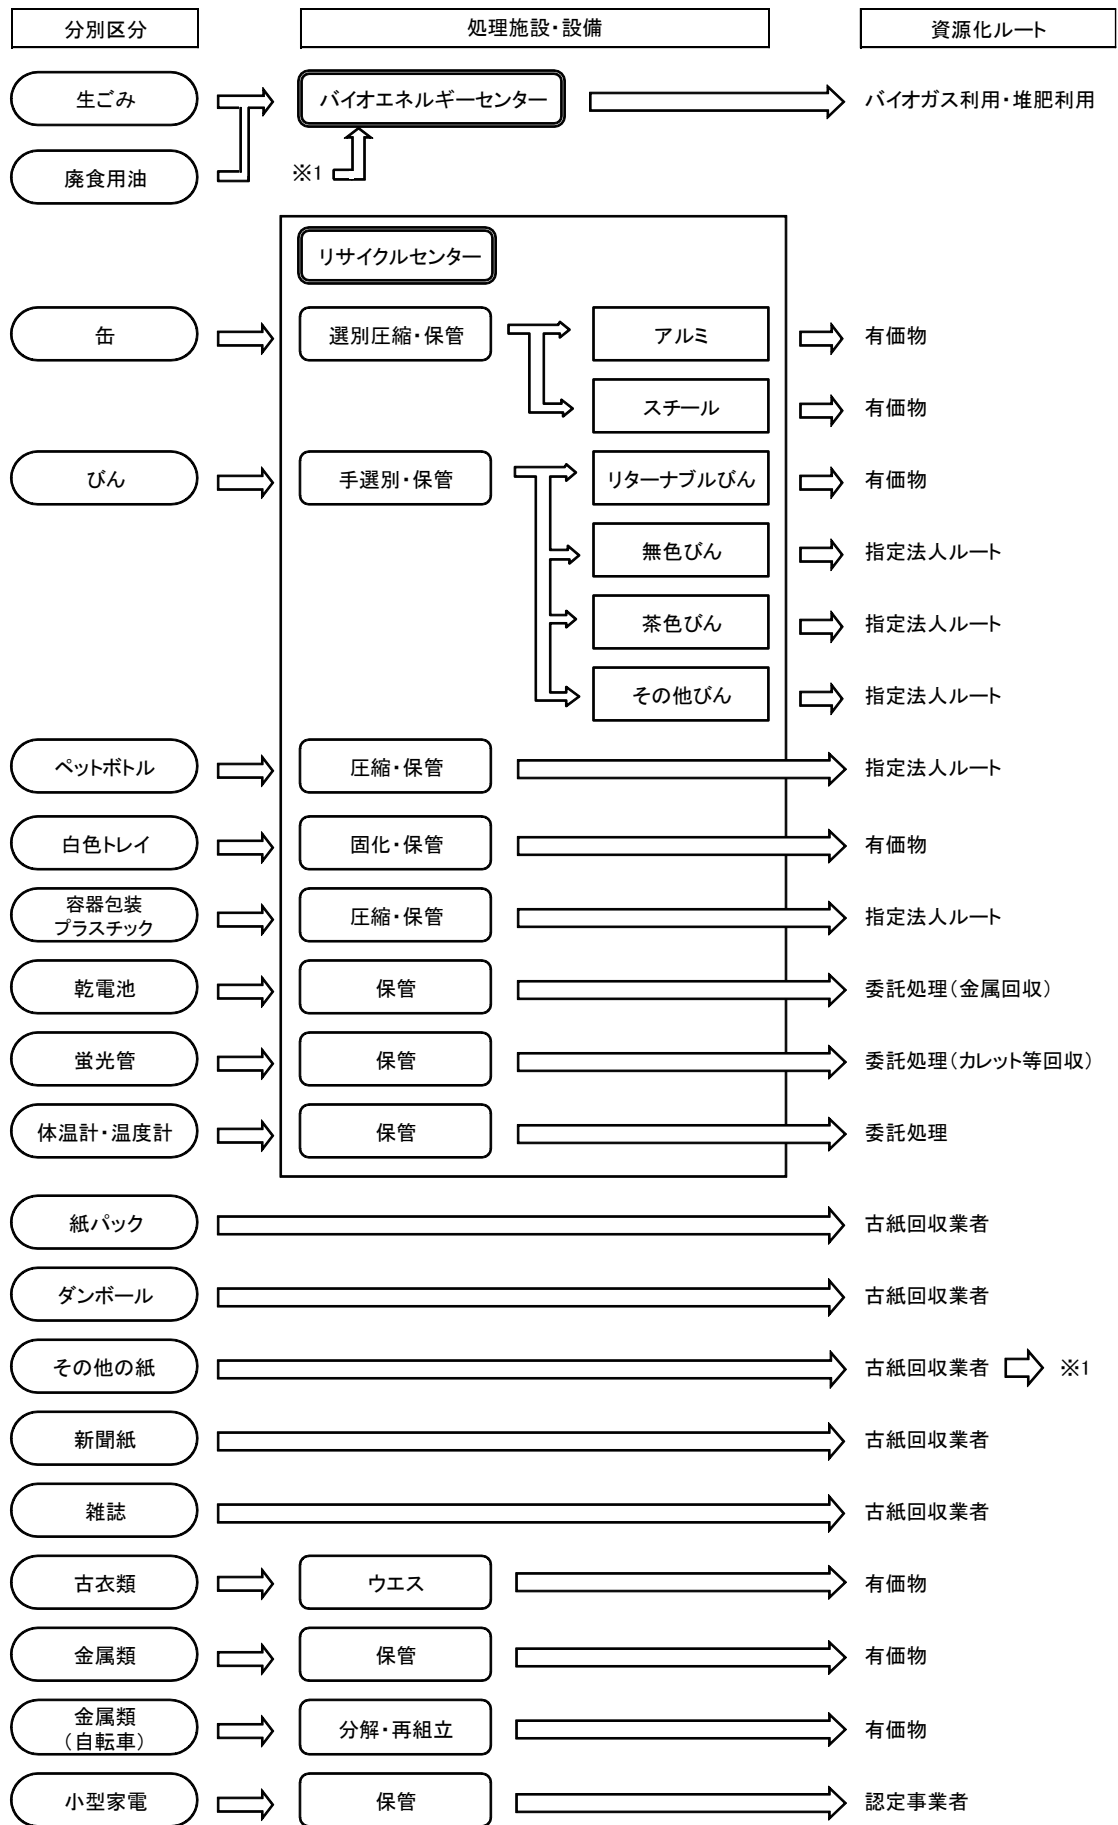 分別区分
処理施設・設備
資源化ルート
生ごみ
バイオエネルギーセンター
バイオガス利用・堆肥利用
廃食用油
※1
リサイクルセンター
缶
選別圧縮・保管
アルミ
有価物
スチール
有価物
びん
手選別・保管
リターナブルびん
有価物
無色びん
指定法人ルート
茶色びん
指定法人ルート
その他びん
指定法人ルート
ペットボトル
圧縮・保管
指定法人ルート
白色トレイ
固化・保管
有価物
容器包装
プラスチック
圧縮・保管
指定法人ルート
乾電池
保管
委託処理（金属回収）
蛍光管
保管
委託処理（カレット等回収）
体温計・温度計
保管
委託処理
紙パック
古紙回収業者
ダンボール
古紙回収業者
その他の紙
古紙回収業者
※1
新聞紙
古紙回収業者
雑誌
古紙回収業者
古衣類
ウエス
有価物
金属類
保管
有価物
金属類
（自転車）
分解・再組立
有価物
小型家電
保管
認定事業者